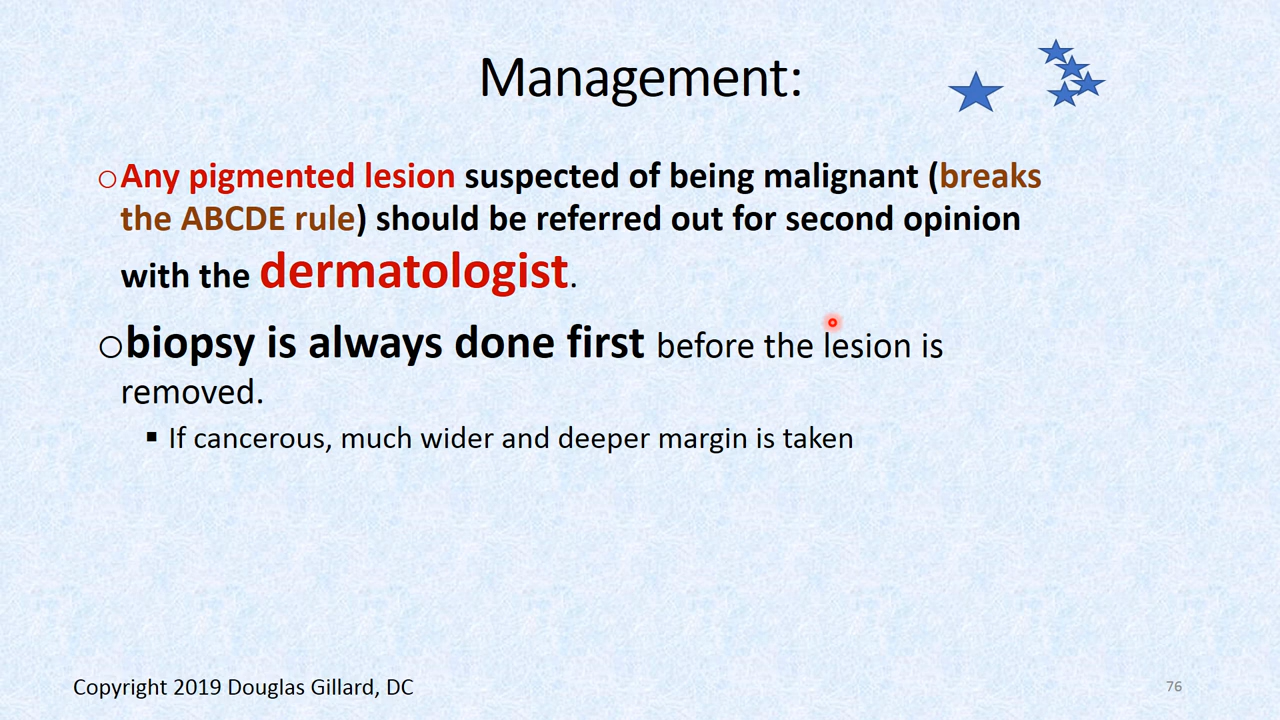 Management:
○Any pigmented lesion suspected of being malignant (breaks
the ABCDE rule) should be referred out for second opinion
with the dermatologist.
○biopsy is always done first before the lesion is
removed.
▪ If cancerous, much wider and deeper margin is taken
Copyright 2019 Douglas Gillard, DC
76